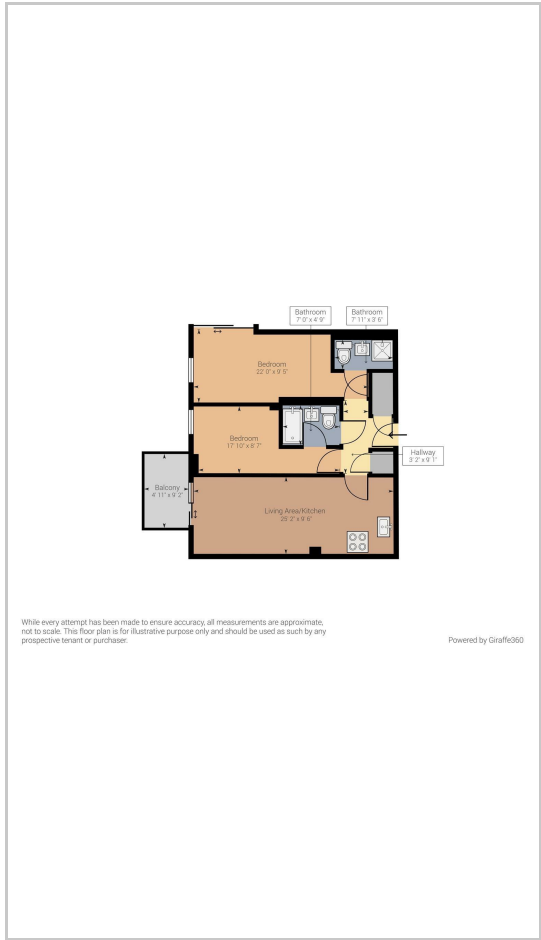 Bathroom
7' 0" x 4' 9"
Bathroom
7' 11" x 3' 6"
Bedroom
22' 0" x 9' 5"
Bedroom
17' 10" x 8' 7"
Hallway
3' 2" x 9' 1"
Balcony
4' 11" x 9' 2"
Living Area/Kitchen
25' 2" x 9' 6"
While every attempt has been made to ensure accuracy, all measurements are approximate,
not to scale. This floor plan is for illustrative purpose only and should be used as such by any
prospective tenant or purchaser.
Powered by Giraffe360